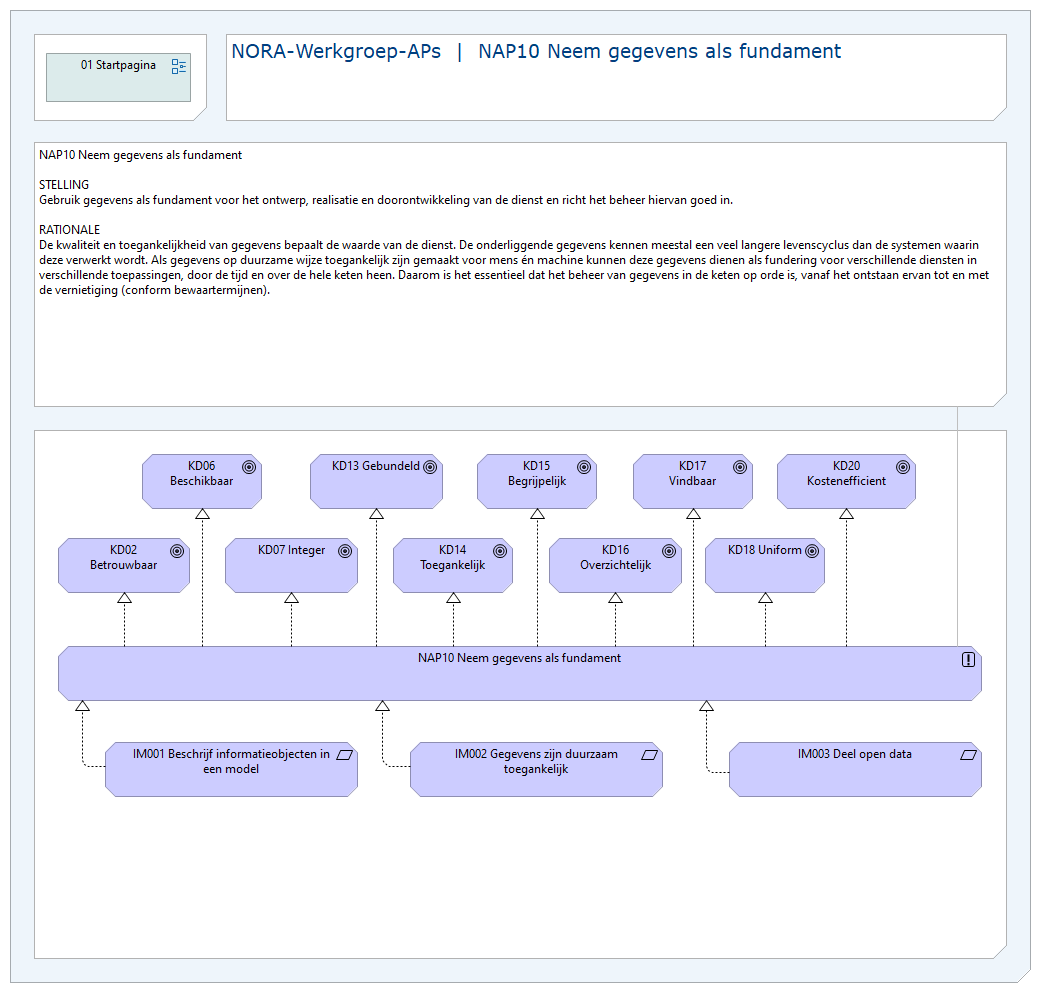 01 Startpagina
NORA-Werkgroep-APs | NAP10 Neem gegevens als fundament
NAP10 Neem gegevens als fundament
STELLING
Gebruik gegevens als fundament voor het ontwerp, realisatie en doorontwikkeling van de dienst en richt het beheer hiervan goed in.
RATIONALE
De kwaliteit en toegankelijkheid van gegevens bepaalt de waarde van de dienst. De onderliggende gegevens kennen meestal een veel langere levenscyclus dan de systemen waarin
deze verwerkt wordt. Als gegevens op duurzame wijze toegankelijk zijn gemaakt voor mens én machine kunnen deze gegevens dienen als fundering voor verschillende diensten in
verschillende toepassingen, door de tijd en over de hele keten heen. Daarom is het essentieel dat het beheer van gegevens in de keten op orde is, vanaf het ontstaan ervan tot en met
de vernietiging (conform bewaartermijnen).
KD06
Beschikbaar
KD13 Gebundeld
KD15
Begrijpelijk
KD17
Vindbaar
KD20
Kostenefficient
KD02
Betrouwbaar
KD07 Integer
KD14
Toegankelijk
KD16
Overzichtelijk
KD18 Uniform
NAP10 Neem gegevens als fundament
IM001 Beschrijf informatieobjecten in
een model
IM002 Gegevens zijn duurzaam
toegankelijk
IM003 Deel open data